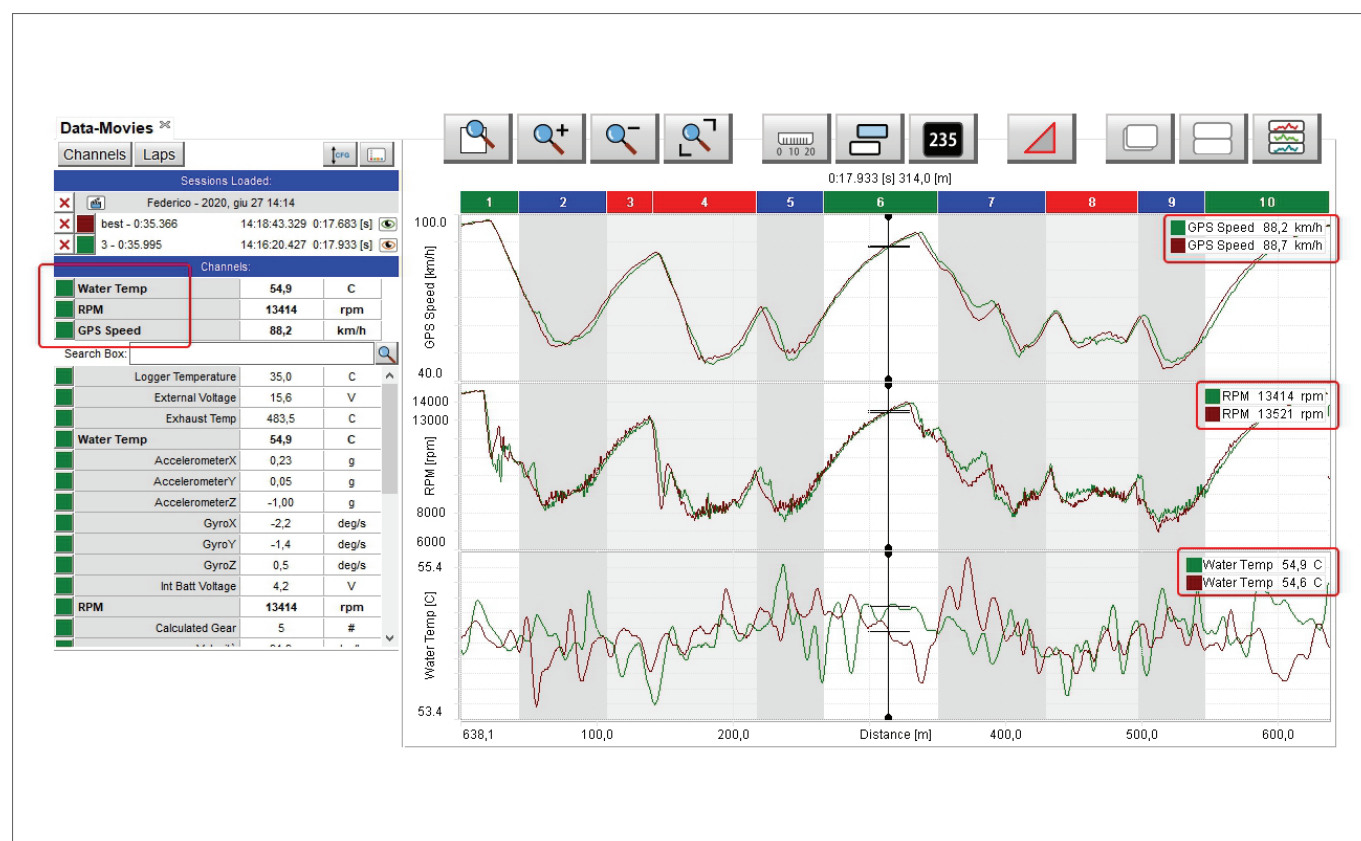 Data-Movies
Channels Laps CFG
Sessions Loaded:
Federico - 2020, giu 27 14:14
best - 0:35.366 14:18:43.329 0:17.683 [s]
3 - 0:35.995 14:16:20.427 0:17.933 [s]
Channels:
Water Temp 54,9 C
RPM 13414 rpm
GPS Speed 88,2 km/h
Search Box:
Logger Temperature 35,0 C
External Voltage 15,6 V
Exhaust Temp 483,5 C
Water Temp 54,9 C
AccelerometerX 0,23 g
AccelerometerY 0,05 g
AccelerometerZ -1,00 g
GyroX -2,2 deg/s
GyroY -1,4 deg/s
GyroZ 0,5 deg/s
Int Batt Voltage 4,2 V
RPM 13414 rpm
Calculated Gear 5 #
0 10 20
235
0:17.933 [s] 314,0 [m]
1 2 3 4 5 6 7 8 9 10
100.0
GPS Speed [km/h]
40.0
GPS Speed 88,2 km/h
GPS Speed 88,7 km/h
14000
13000
RPM [rpm]
8000
6000
RPM 13414 rpm
RPM 13521 rpm
55.4
Water Temp [C]
53.4
Water Temp 54,9 C
Water Temp 54,6 C
638,1 100,0 200,0 Distance [m] 400,0 500,0 600,0